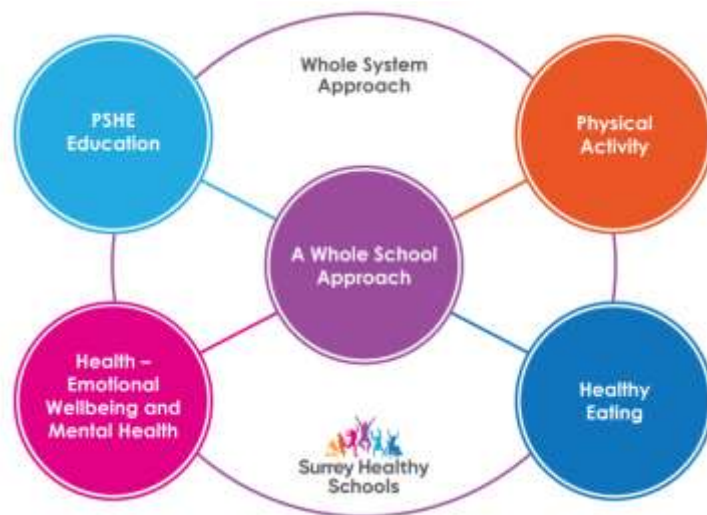 Whole System
Approach
PSHE
Education
Physical
Activity
A Whole School
Approach
Health –
Emotional
Wellbeing and
Mental Health
Healthy
Eating
Surrey Healthy
Schools